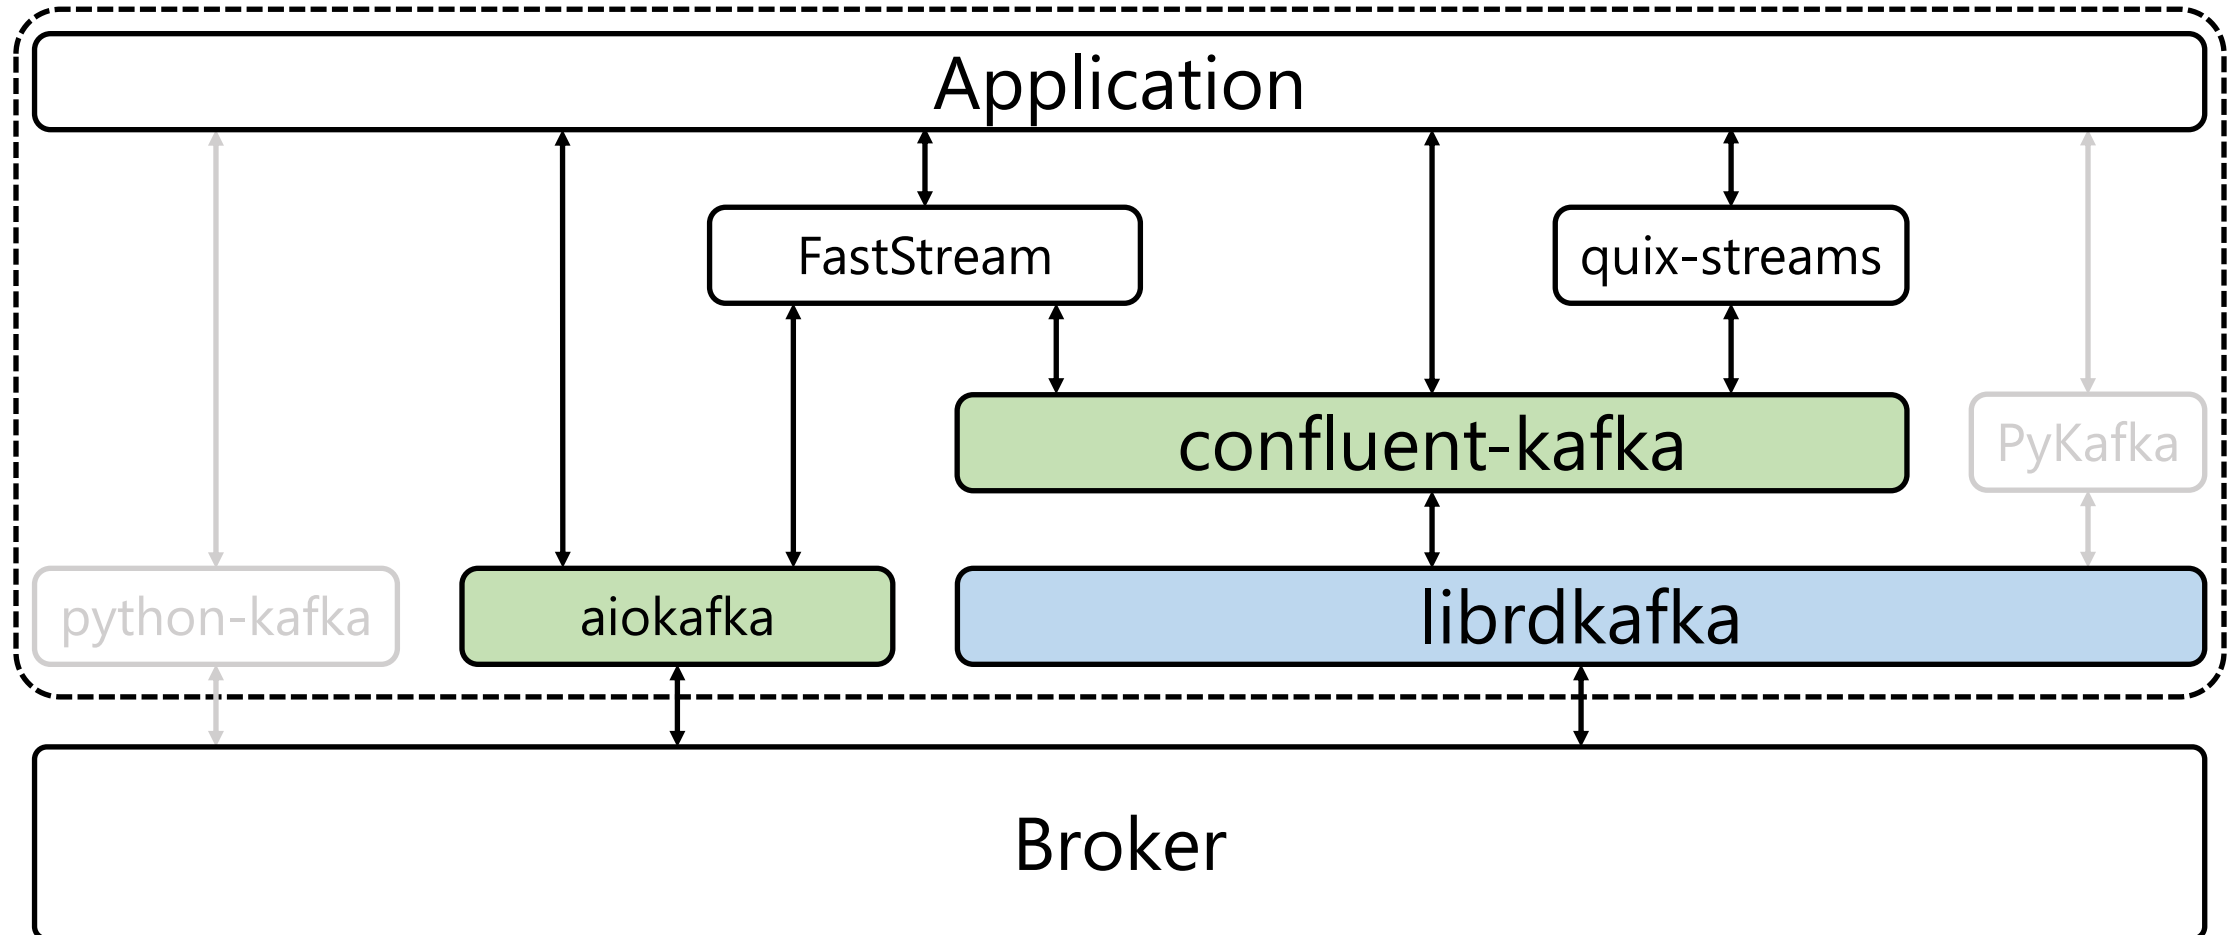 Application
FastStream
quix-streams
confluent-kafka
PyKafka
python-kafka
aiokafka
librdkafka
Broker